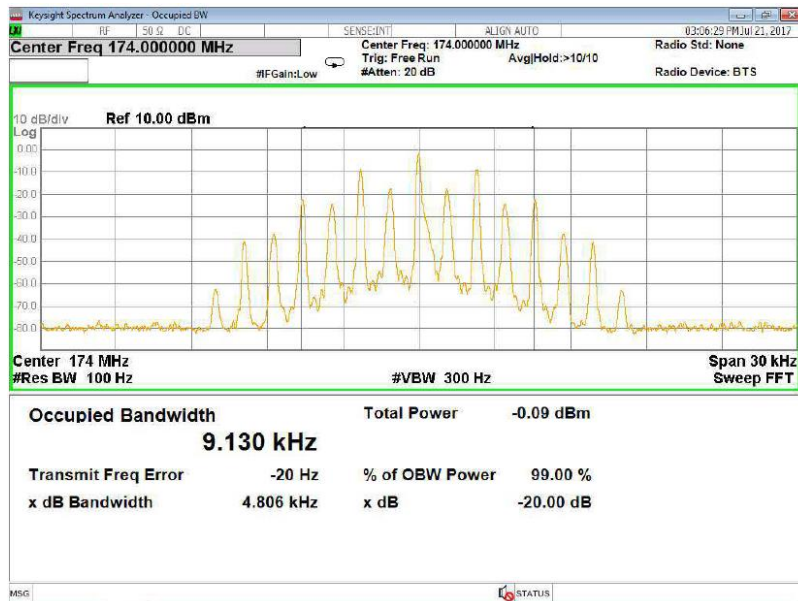 Keysight Spectrum Analyzer - Occupied BW
LXI RF 50 Ω DC SENSE:INT ALIGN AUTO 03:06:29 PM Jul 21, 2017
Center Freq 174.000000 MHz Center Freq: 174.000000 MHz Radio Std: None
Trig: Free Run Avg|Hold:>10/10
#IFGain:Low #Atten: 20 dB Radio Device: BTS
10 dB/div Ref 10.00 dBm
Log
0.00
-10.0
-20.0
-30.0
-40.0
-50.0
-60.0
-70.0
-80.0
Center 174 MHz Span 30 kHz
#Res BW 100 Hz #VBW 300 Hz Sweep FFT
Occupied Bandwidth Total Power -0.09 dBm
9.130 kHz
Transmit Freq Error -20 Hz % of OBW Power 99.00 %
x dB Bandwidth 4.806 kHz x dB -20.00 dB
MSG STATUS